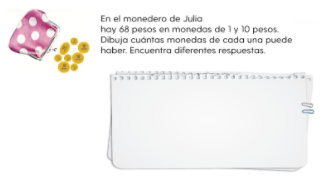 En el monedero de Julia
hay 68 pesos en monedas de 1 y 10 pesos.
Dibuja cuántas monedas de cada una puede
haber. Encuentra diferentes respuestas.